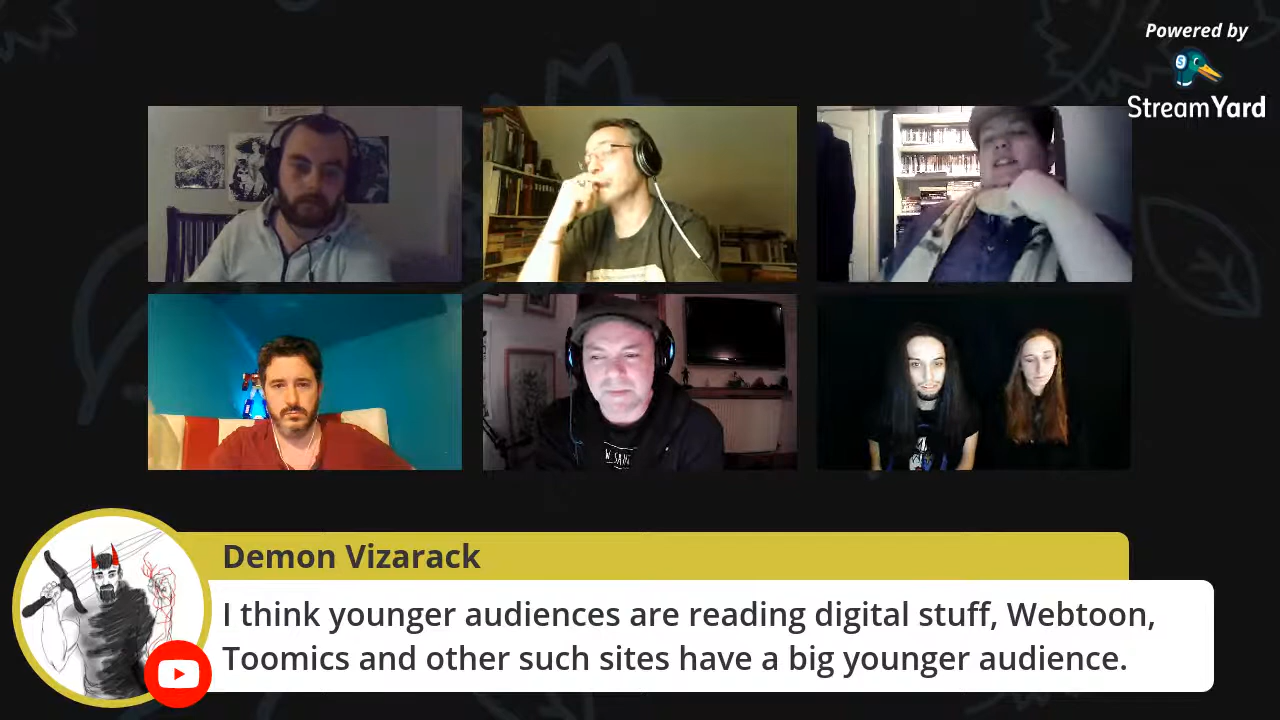 Powered by
StreamYard
Demon Vizarack
I think younger audiences are reading digital stuff, Webtoon,
Toomics and other such sites have a big younger audience.